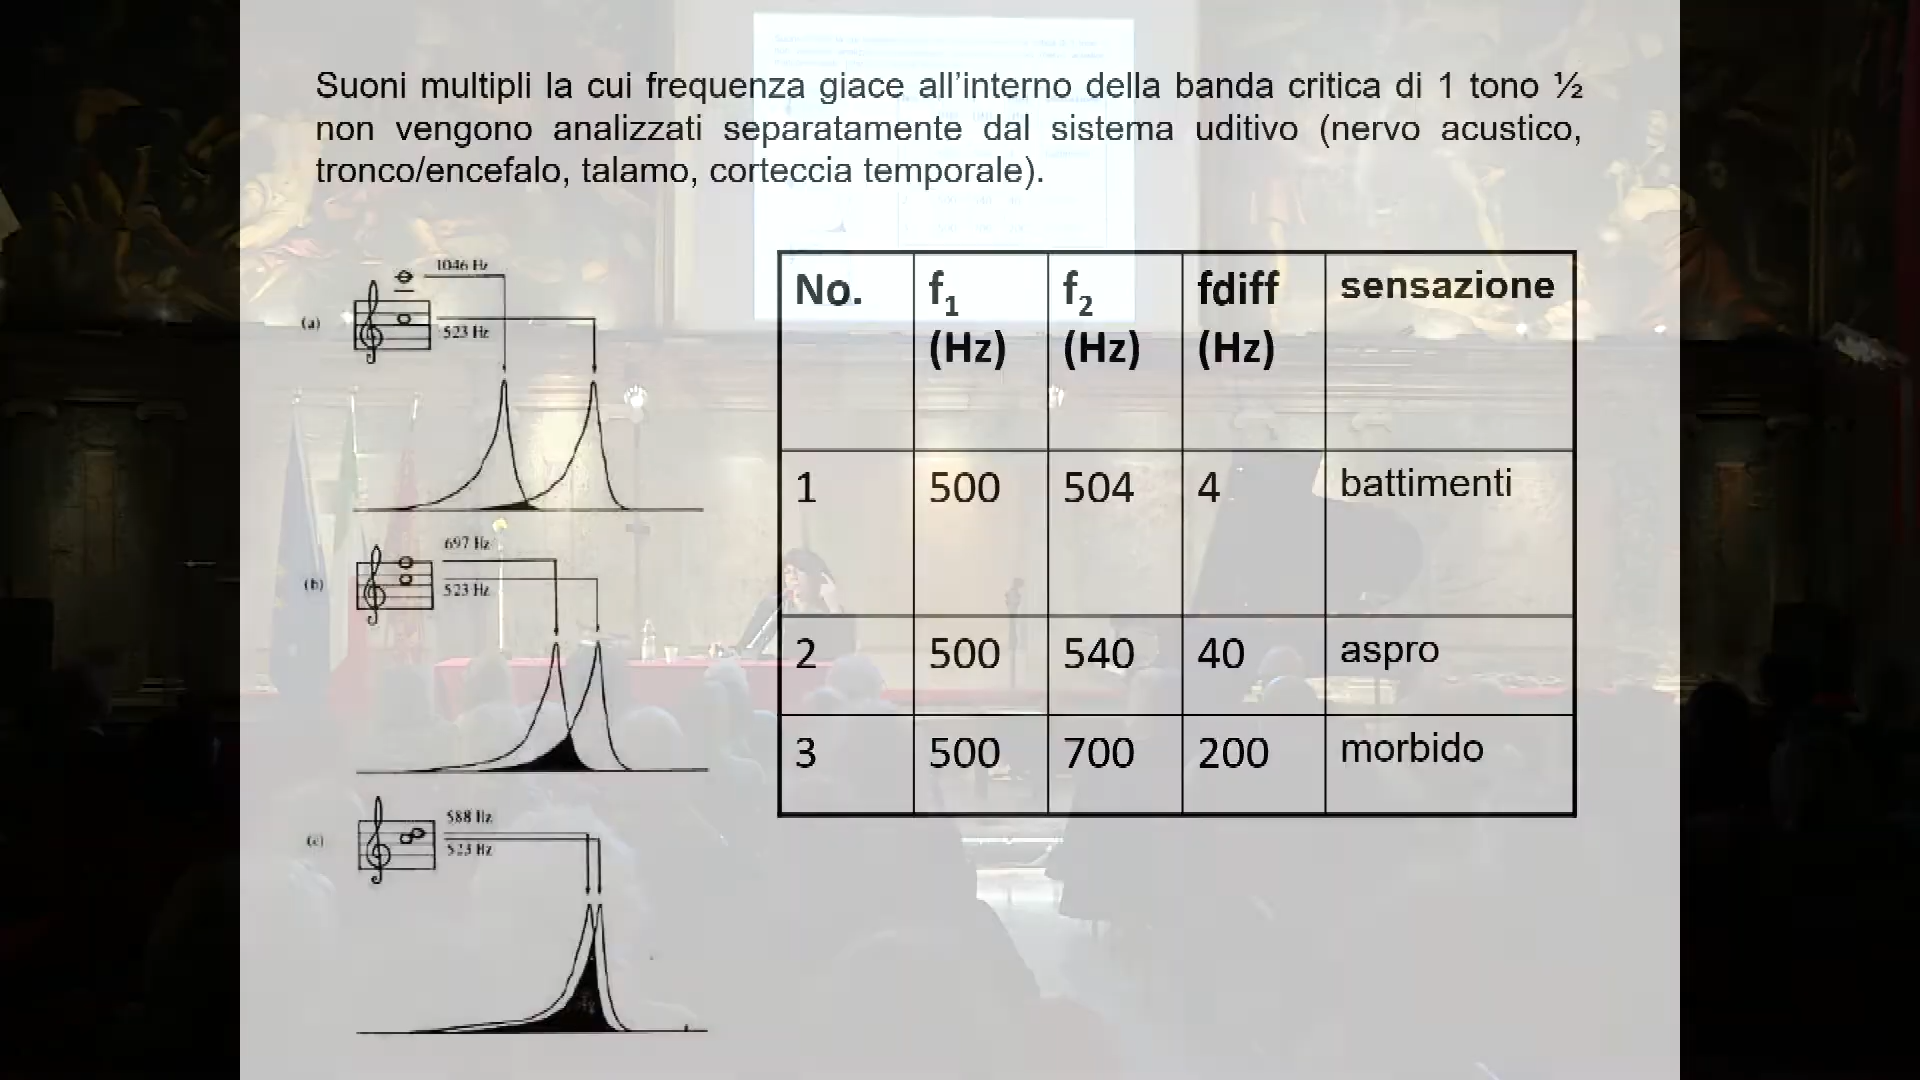 Suoni multipli la cui frequenza giace all’interno della banda critica di 1 tono ½
non vengono analizzati separatamente dal sistema uditivo (nervo acustico,
tronco/encefalo, talamo, corteccia temporale).
(a)
1046 Hz
523 Hz
(b)
697 Hz
523 Hz
(c)
588 Hz
523 Hz
No. f₁ (Hz) f₂ (Hz) fdiff (Hz) sensazione
1 500 504 4 battimenti
2 500 540 40 aspro
3 500 700 200 morbido